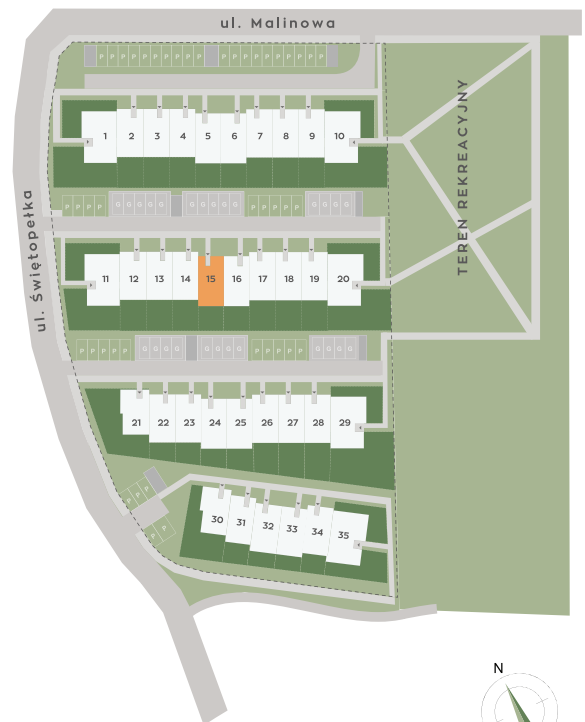 ul. Malinowa
P P P P P P P P P P P P P P P P P P P P
1 2 3 4 5 6 7 8 9 10
TEREN REKREACYJNY
ul. Świętopełka
P P P P G G G G G G G G G G P P P P P G G G G
11 12 13 14 15 16 17 18 19 20
P P P P P G G G G G G G G P P P P P G G G G
21 22 23 24 25 26 27 28 29
P P P
P P
30 31 32 33 34 35
N